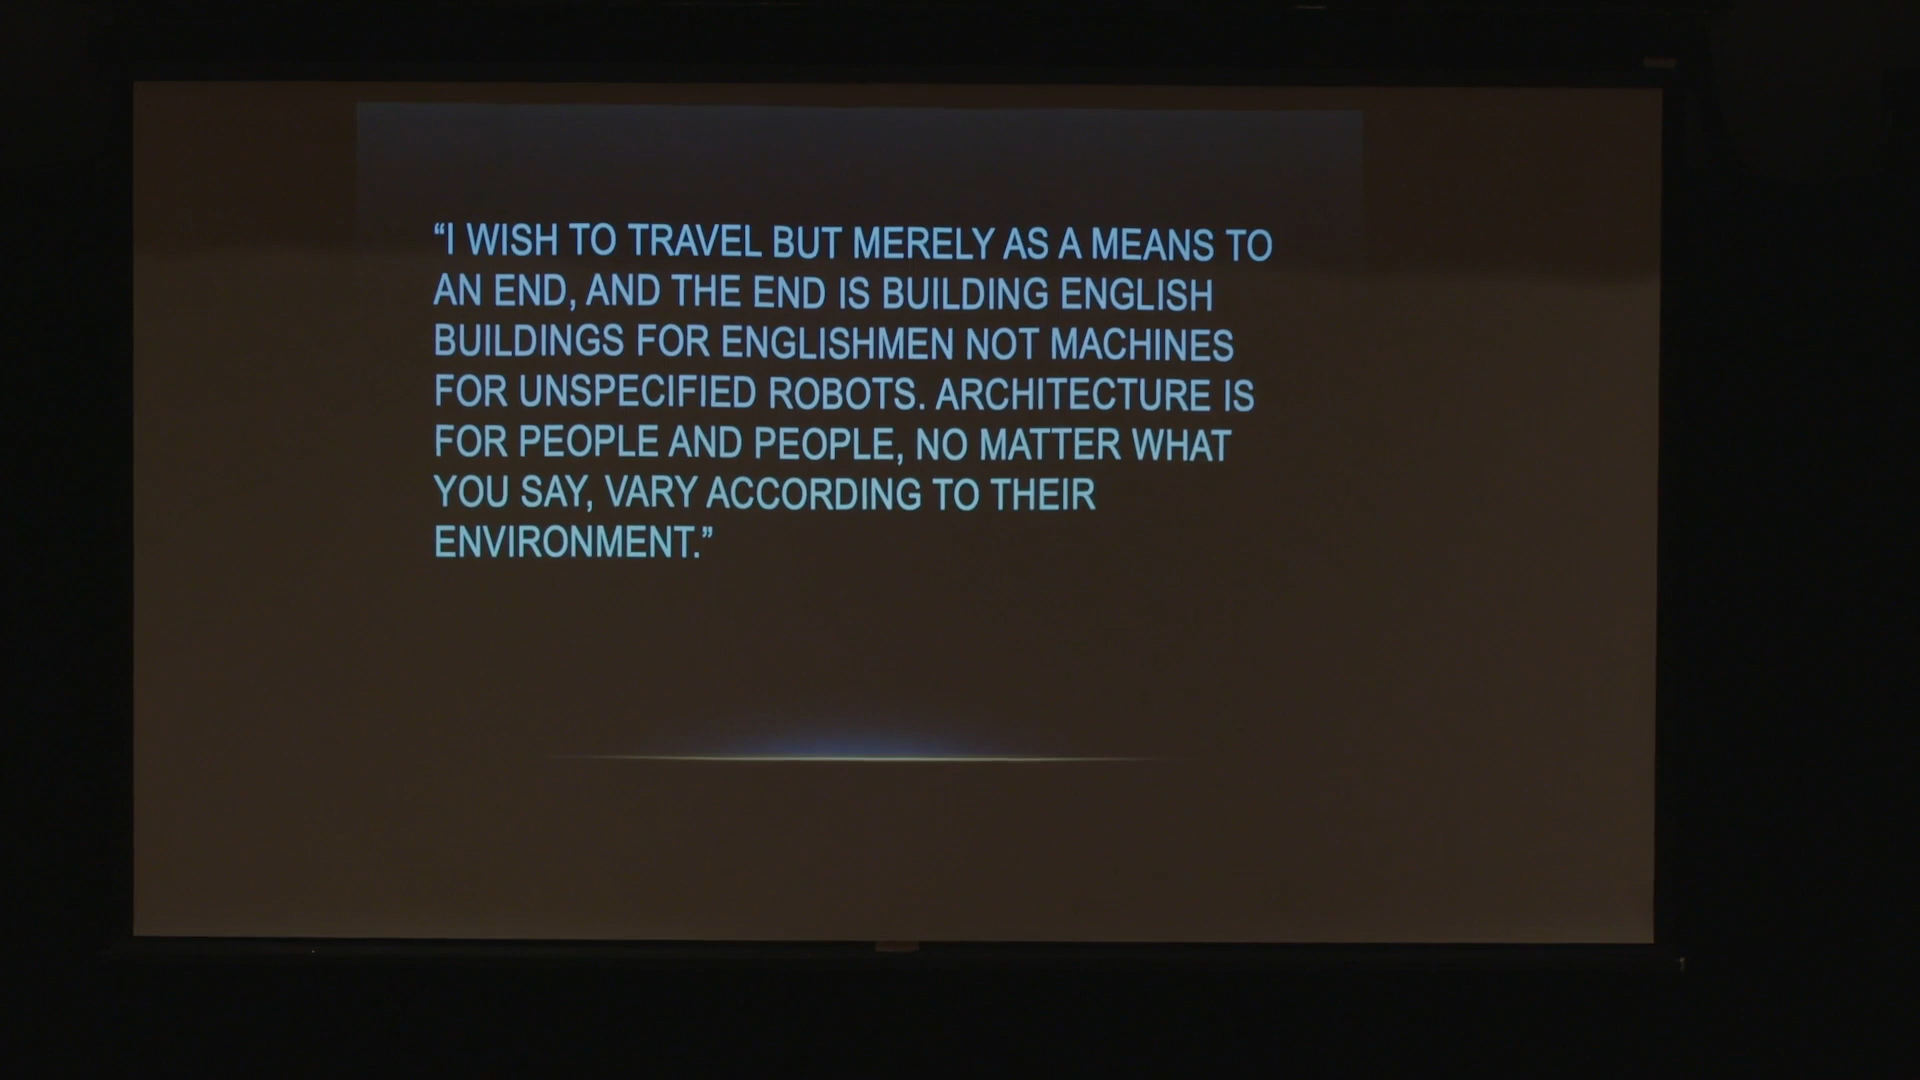 “I WISH TO TRAVEL BUT MERELY AS A MEANS TO
AN END, AND THE END IS BUILDING ENGLISH
BUILDINGS FOR ENGLISHMEN NOT MACHINES
FOR UNSPECIFIED ROBOTS. ARCHITECTURE IS
FOR PEOPLE AND PEOPLE, NO MATTER WHAT
YOU SAY, VARY ACCORDING TO THEIR
ENVIRONMENT.”